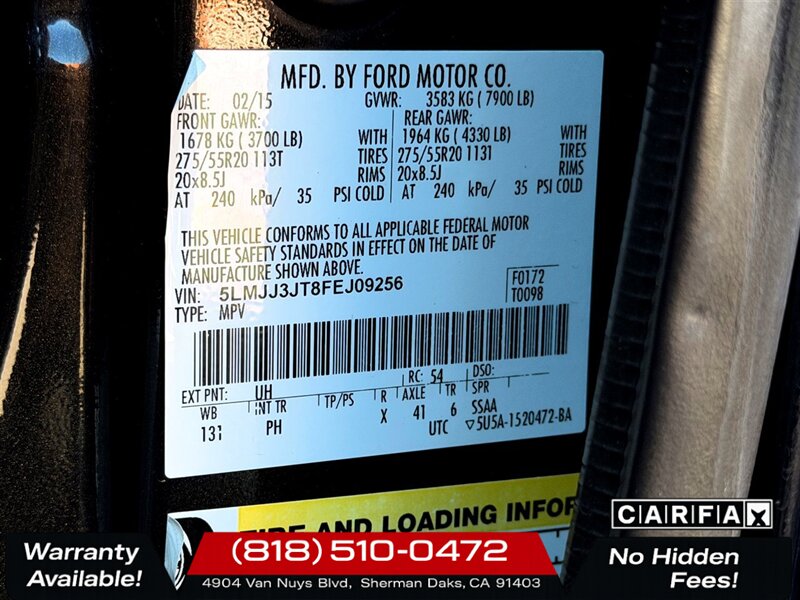 MFD. BY FORD MOTOR CO.
DATE: 02/15 GVWR: 3583 KG ( 7900 LB)
FRONT GAWR: REAR GAWR:
1678 KG ( 3700 LB) WITH 1964 KG ( 4330 LB) WITH
275/55R20 113T TIRES 275/55R20 113T TIRES
20x8.5J RIMS 20x8.5J RIMS
AT 240 kPa/ 35 PSI COLD AT 240 kPa/ 35 PSI COLD
THIS VEHICLE CONFORMS TO ALL APPLICABLE FEDERAL MOTOR
VEHICLE SAFETY STANDARDS IN EFFECT ON THE DATE OF
MANUFACTURE SHOWN ABOVE.
VIN: 5LMJJ3JT8FEJ09256
TYPE: MPV
F0172
T0098
EXT PNT: UH RC: 54 DSO:
WB INT TR TP/PS R AXLE TR SPR
131 PH X 41 6 SSAA
UTC ▽5U5A-1520472-BA
TIRE AND LOADING INFOR
CARFAX
Warranty
Available!
(818) 510-0472
4904 Van Nuys Blvd, Sherman Oaks, CA 91403
No Hidden
Fees!